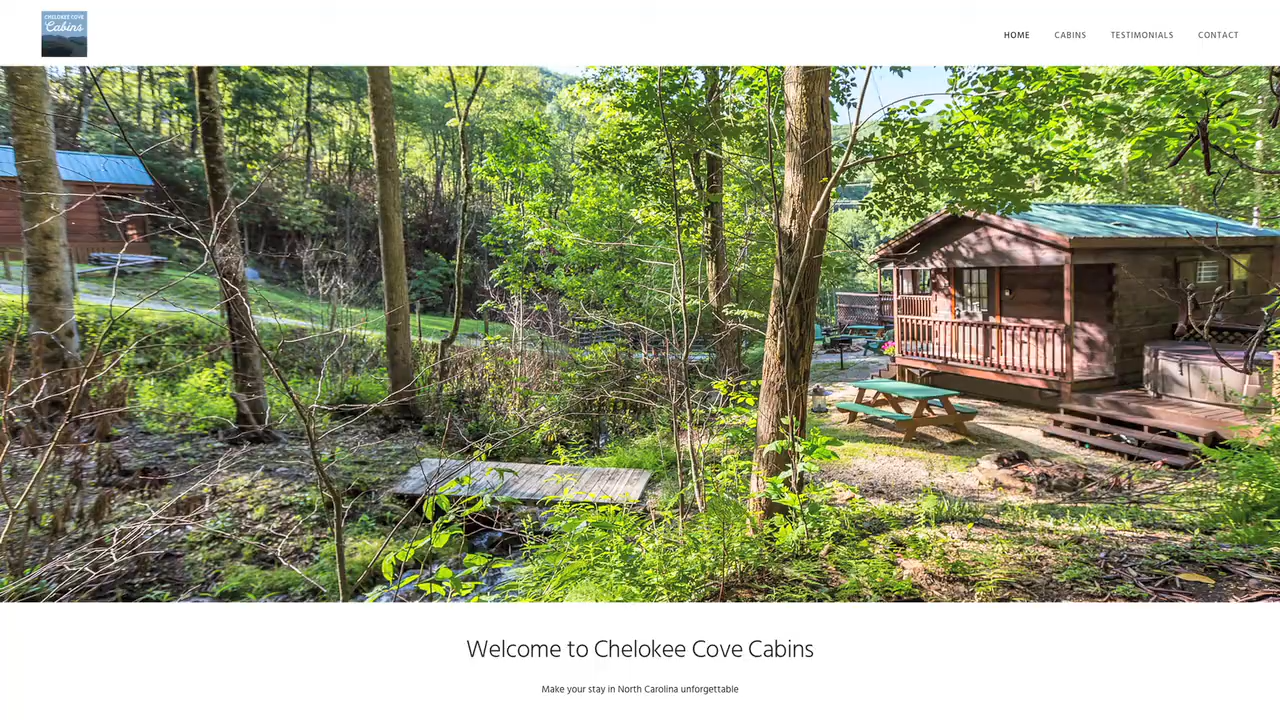 CHELOKEE COVE
Cabins
HOME CABINS TESTIMONIALS CONTACT
Welcome to Chelokee Cove Cabins
Make your stay in North Carolina unforgettable